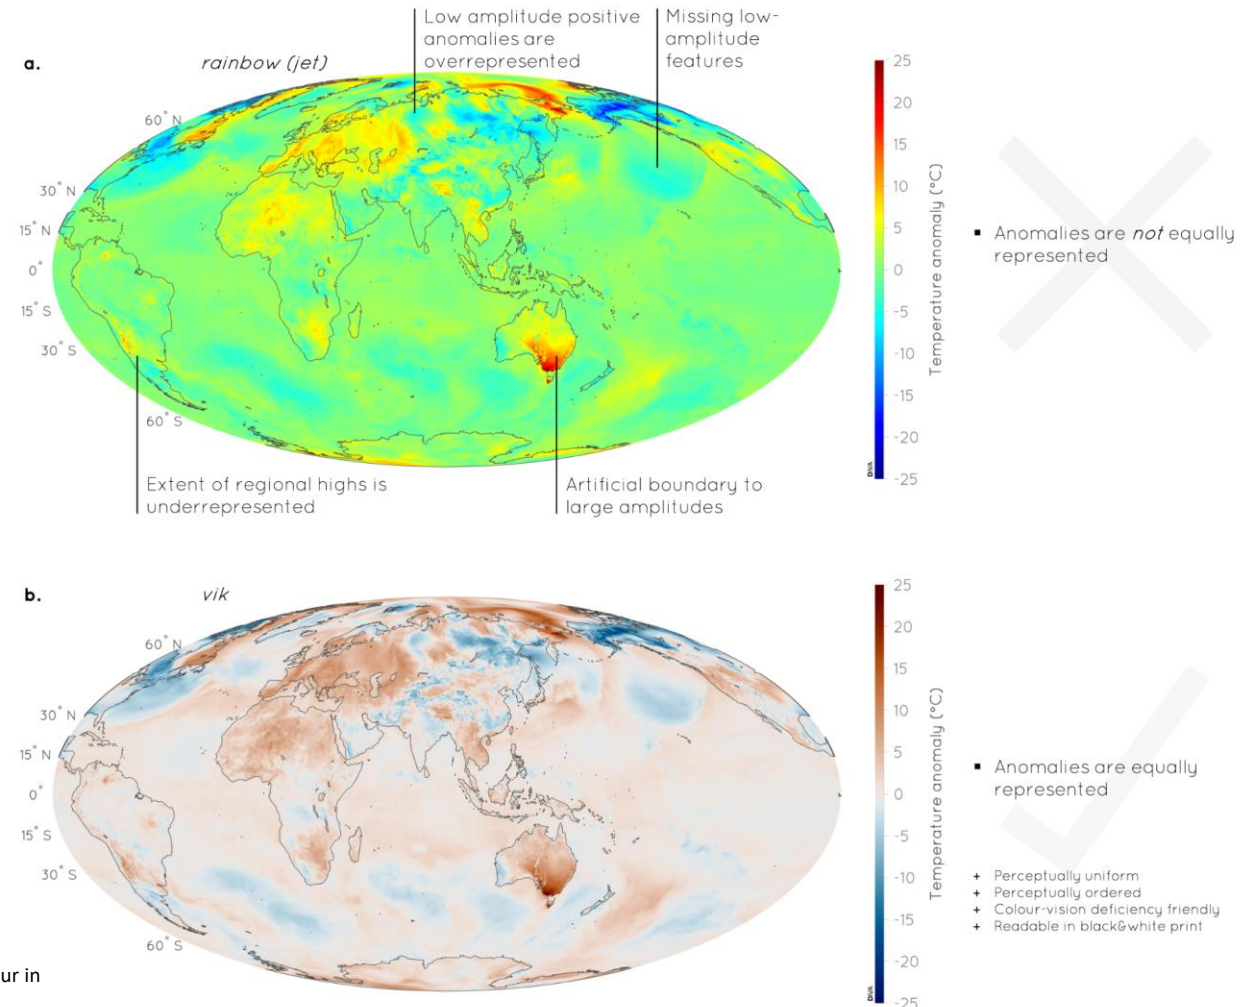 Low amplitude positive
anomalies are
overrepresented
Missing low-
amplitude
features
a.
rainbow (jet)
60° N
30° N
15° N
0°
15° S
30° S
60° S
25
20
15
10
5
0
-5
-10
-15
-20
-25
Temperature anomaly (°C)
DIVA
Anomalies are not equally
represented
Extent of regional highs is
underrepresented
Artificial boundary to
large amplitudes
b.
vik
60° N
30° N
15° N
0°
15° S
30° S
60° S
25
20
15
10
5
0
-5
-10
-15
-20
-25
Temperature anomaly (°C)
DIVA
Anomalies are equally
represented
+ Perceptually uniform
+ Perceptually ordered
+ Colour-vision deficiency friendly
+ Readable in black&white print
ur in